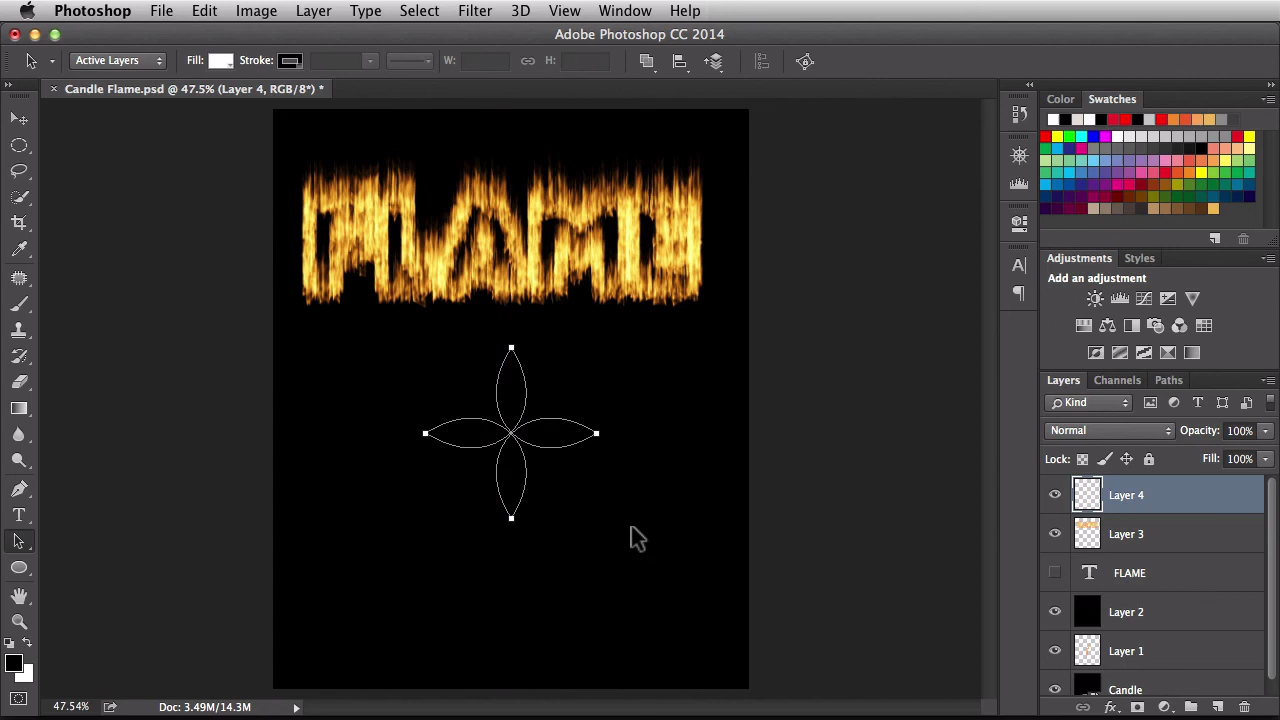 Photoshop File Edit Image Layer Type Select Filter 3D View Window Help
Adobe Photoshop CC 2014
Active Layers Fill: Stroke: W: H:
× Candle Flame.psd @ 47.5% (Layer 4, RGB/8*) *
Color Swatches
FLAME
Adjustments Styles
Add an adjustment
Layers Channels Paths
Kind
Normal Opacity: 100%
Lock: Fill: 100%
Layer 4
Layer 3
T FLAME
Layer 2
Layer 1
Candle
47.54% Doc: 3.49M/14.3M